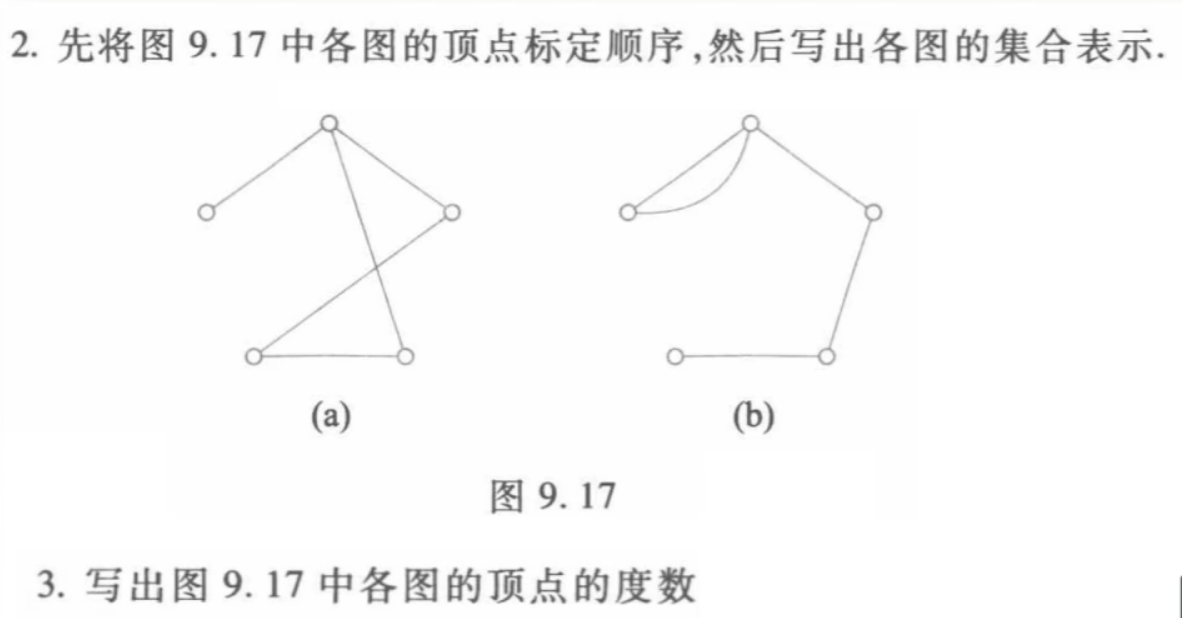 2. 先将图 9.17 中各图的顶点标定顺序,然后写出各图的集合表示.
(a)
(b)
图 9.17
3. 写出图 9.17 中各图的顶点的度数